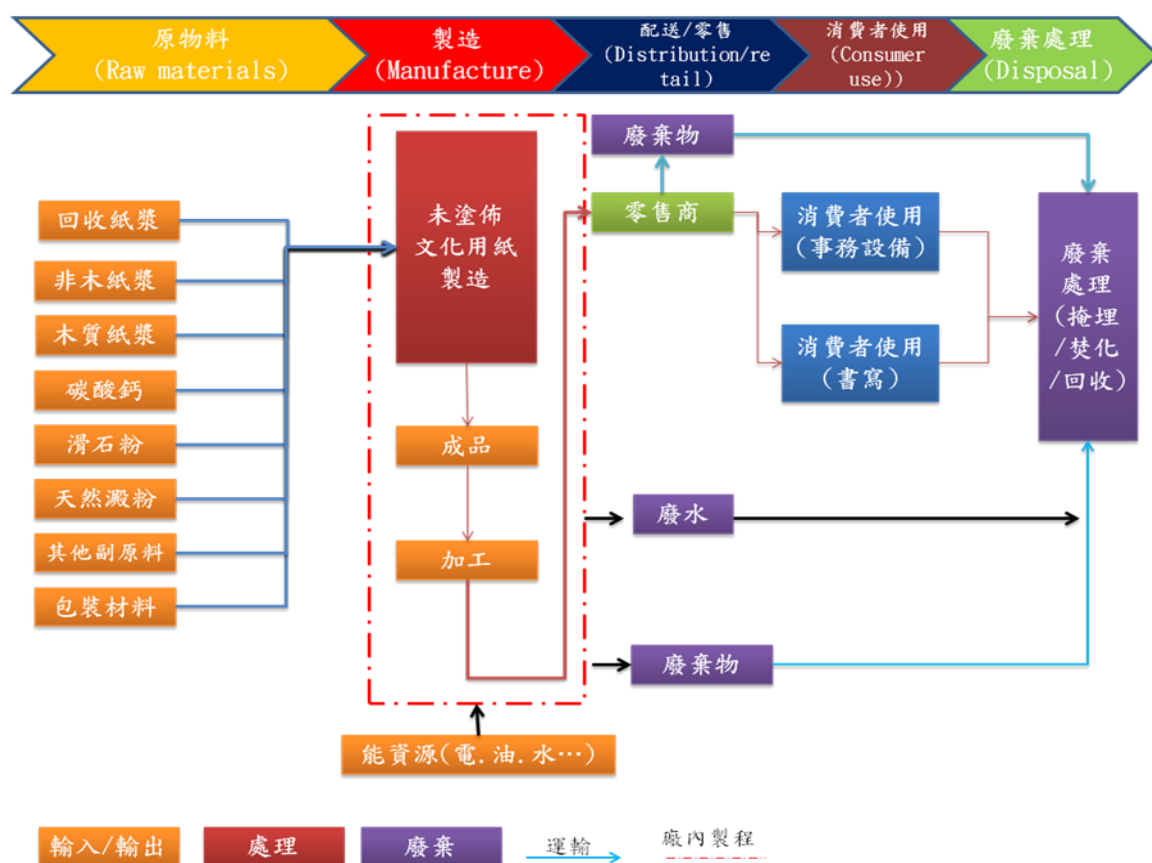 原物料
(Raw materials)
製造
(Manufacture)
配送/零售
(Distribution/re
tail)
消費者使用
(Consumer
use))
廢棄處理
(Disposal)
回收紙漿
非木紙漿
木質紙漿
碳酸鈣
滑石粉
天然澱粉
其他副原料
包裝材料
未塗佈
文化用紙
製造
成品
加工
能資源(電.油.水…)
廢棄物
零售商
消費者使用
(事務設備)
消費者使用
(書寫)
廢水
廢棄物
廢棄
處理
(掩埋
/焚化
/回收)
輸入/輸出
處理
廢棄
運輸
廠內製程